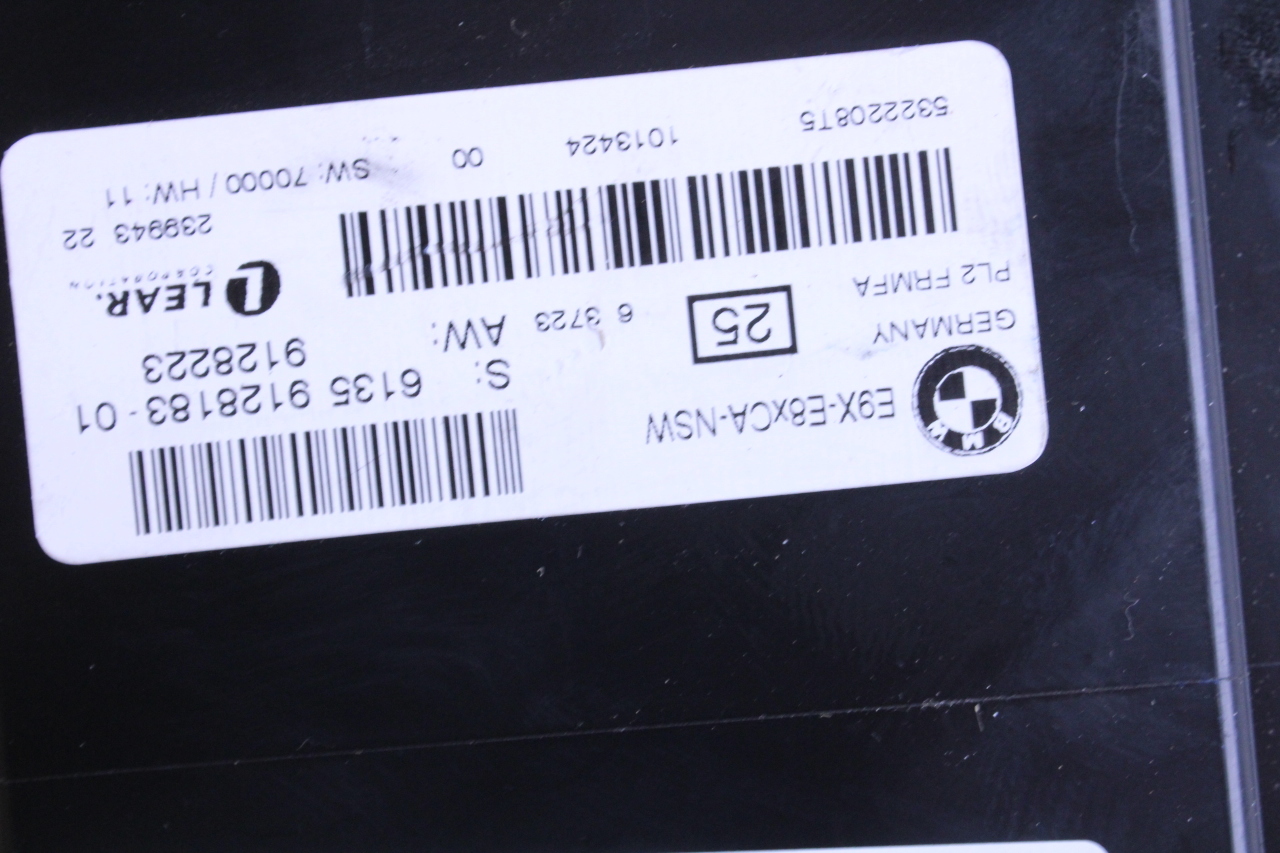 BMW
E9X-E8xCA-NSW
GERMANY
PL2 FRMFA
25
6 3723
S: 6135 9128183-01
AW: 9128223
L LEAR.
CORPORATION
239943 22
5322208T5 1013424 00 SW: 70000 / HW: 11